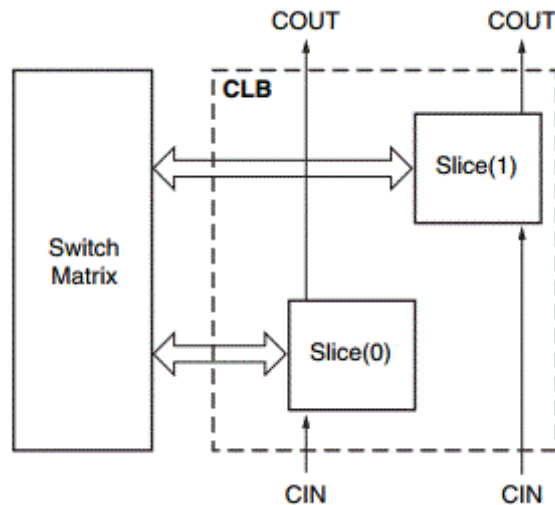 COUT
COUT
CLB
Slice(1)
Switch
Matrix
Slice(0)
CIN
CIN